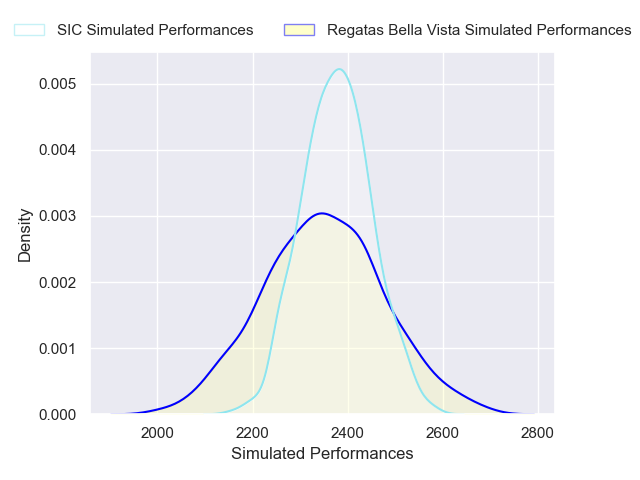 SIC Simulated Performances
Regatas Bella Vista Simulated Performances
0.005
0.004
0.003
0.002
0.001
0.000
Density
2000 2200 2400 2600 2800
Simulated Performances